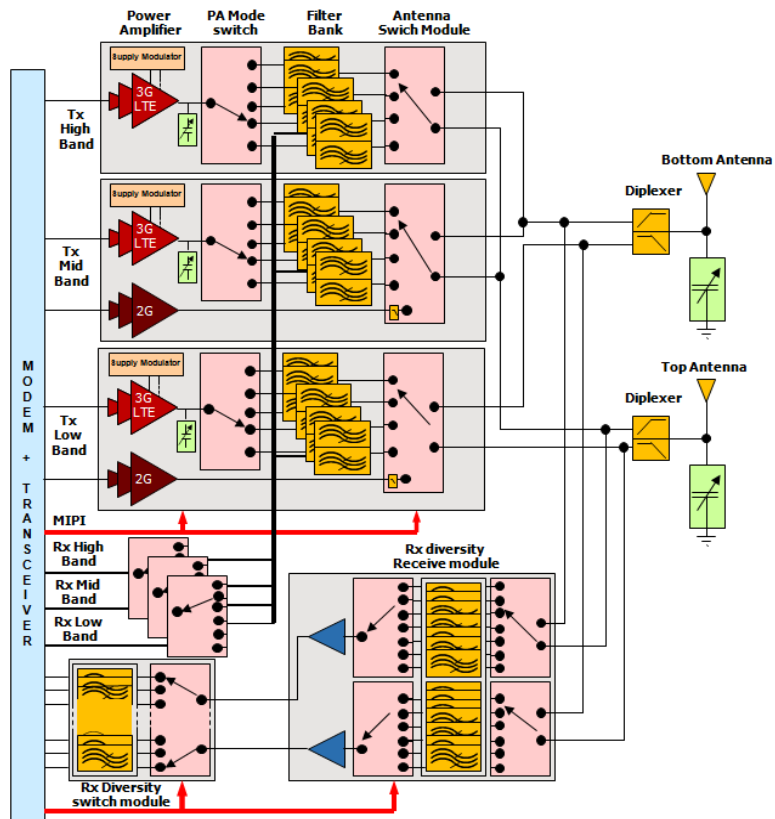 Power
Amplifier
PA Mode
switch
Filter
Bank
Antenna
Swich Module
Supply Modulator
3G
LTE
Tx
High
Band
Supply Modulator
3G
LTE
Tx
Mid
Band
2G
Supply Modulator
3G
LTE
Tx
Low
Band
2G
Bottom Antenna
Diplexer
Top Antenna
Diplexer
MODEM + TRANSCEIVER
MIPI
Rx High
Band
Rx Mid
Band
Rx Low
Band
Rx diversity
Receive module
Rx Diversity
switch module